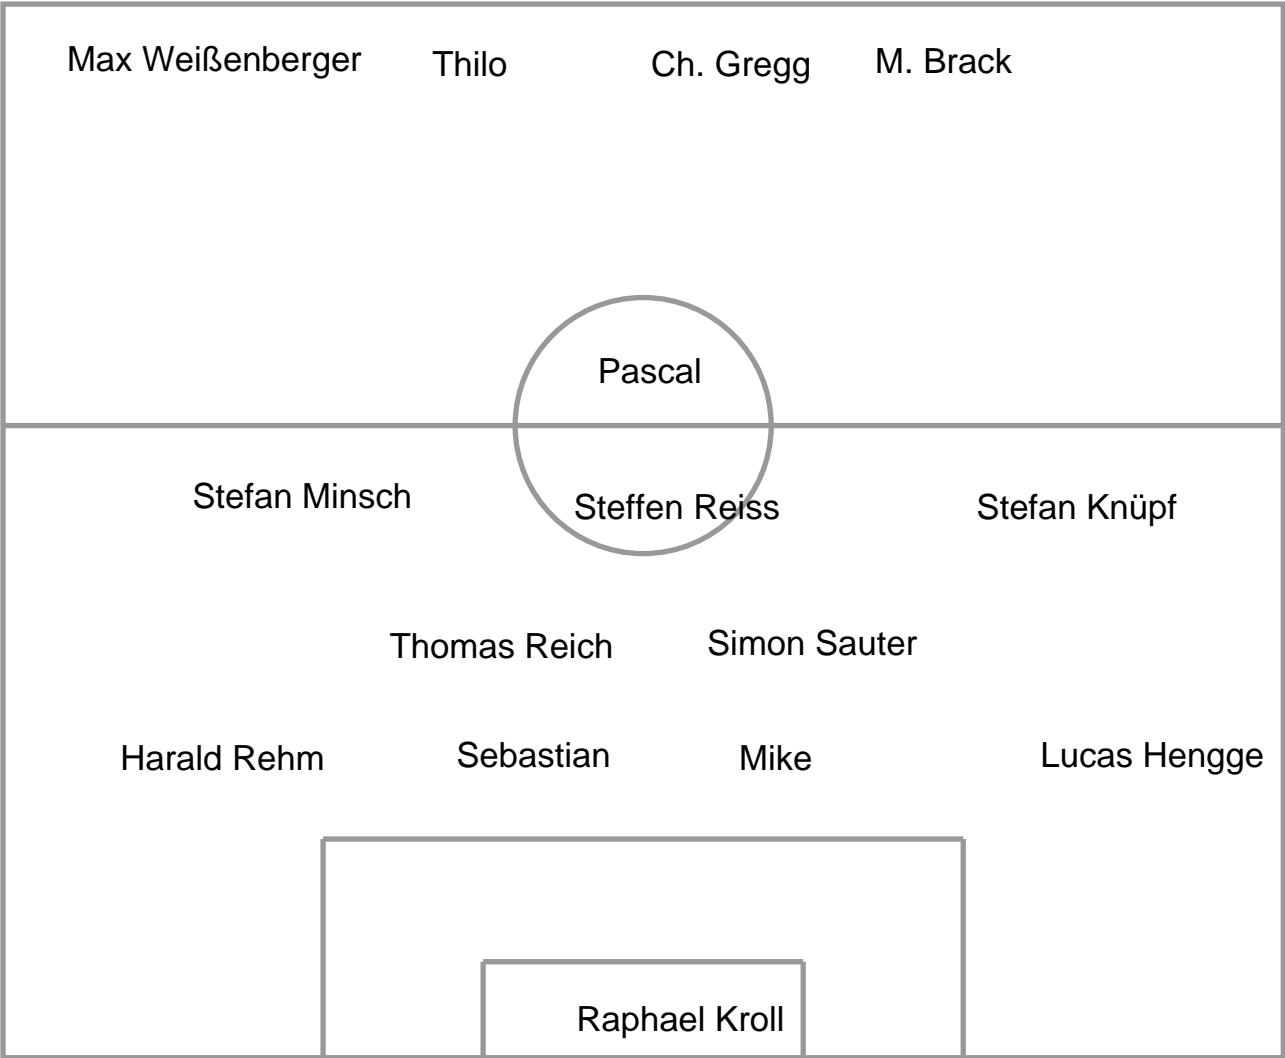 Max Weißenberger Thilo Ch. Gregg M. Brack
Pascal
Stefan Minsch Steffen Reiss Stefan Knüpf
Thomas Reich Simon Sauter
Harald Rehm Sebastian Mike Lucas Hengge
Raphael Kroll